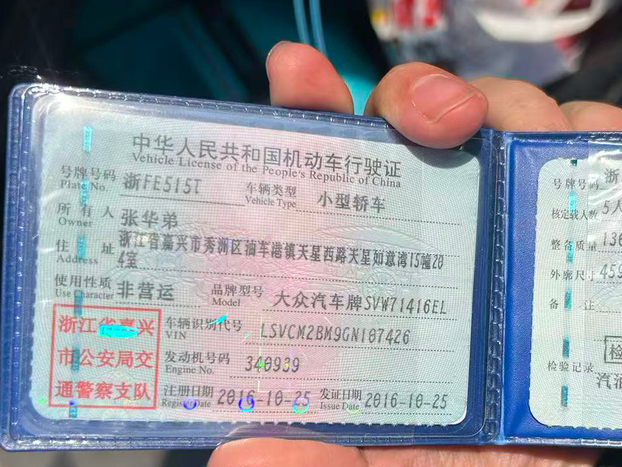 中华人民共和国机动车行驶证
Vehicle License of the People's Republic of China
号牌号码 浙FE515T 车辆类型 小型轿车
Plate No. Vehicle Type
所有人 张华弟
Owner
住址 浙江省嘉兴市秀洲区油车港镇天星西路天星如意湾15幢20
Address 4室
使用性质 非营运 品牌型号 大众汽车牌SVW71416EL
Use Character Model
浙江省嘉兴
市公安局交
通警察支队
车辆识别代号 LSVCM2BM9GN107426
VIN
发动机号码 340939
Engine No.
注册日期 2016-10-25 发证日期 2016-10-25
Register Date Issue Date
号牌号码 浙
核定载人数 5人
整备质量 136
外廓尺寸 459
备注
检
检验记录
汽油